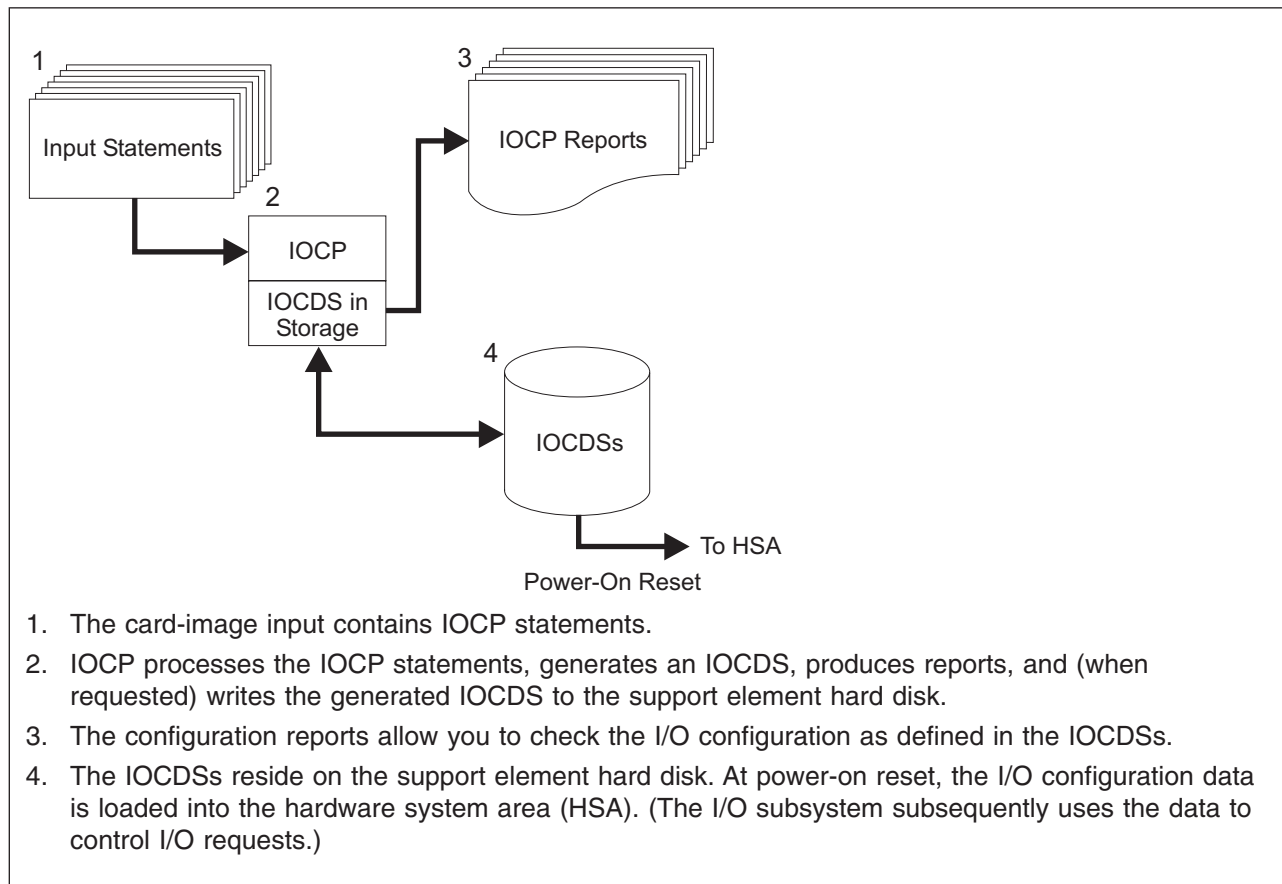 1
Input Statements
2
IOCP
IOCDS in
Storage
3
IOCP Reports
4
IOCDSs
To HSA
Power-On Reset
1. The card-image input contains IOCP statements.
2. IOCP processes the IOCP statements, generates an IOCDS, produces reports, and (when
requested) writes the generated IOCDS to the support element hard disk.
3. The configuration reports allow you to check the I/O configuration as defined in the IOCDSs.
4. The IOCDSs reside on the support element hard disk. At power-on reset, the I/O configuration data
is loaded into the hardware system area (HSA). (The I/O subsystem subsequently uses the data to
control I/O requests.)